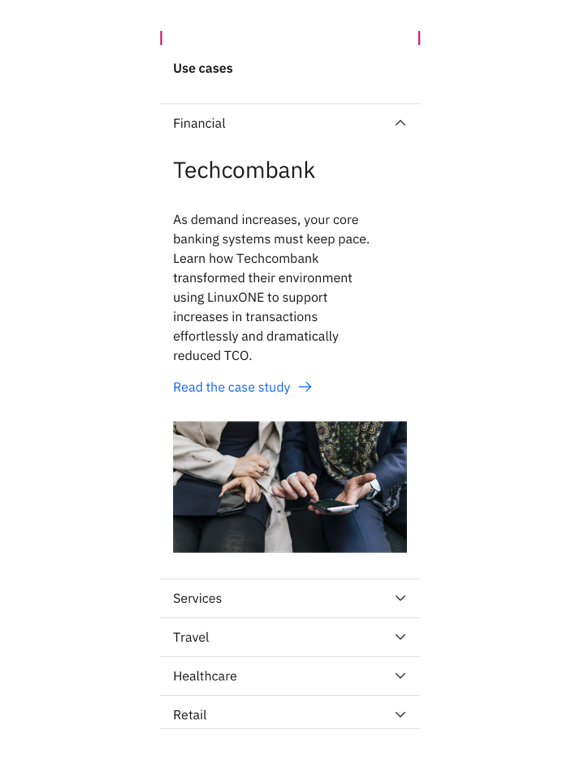 Use cases
Financial
Techcombank
As demand increases, your core
banking systems must keep pace.
Learn how Techcombank
transformed their environment
using LinuxONE to support
increases in transactions
effortlessly and dramatically
reduced TCO.
Read the case study
Services
Travel
Healthcare
Retail